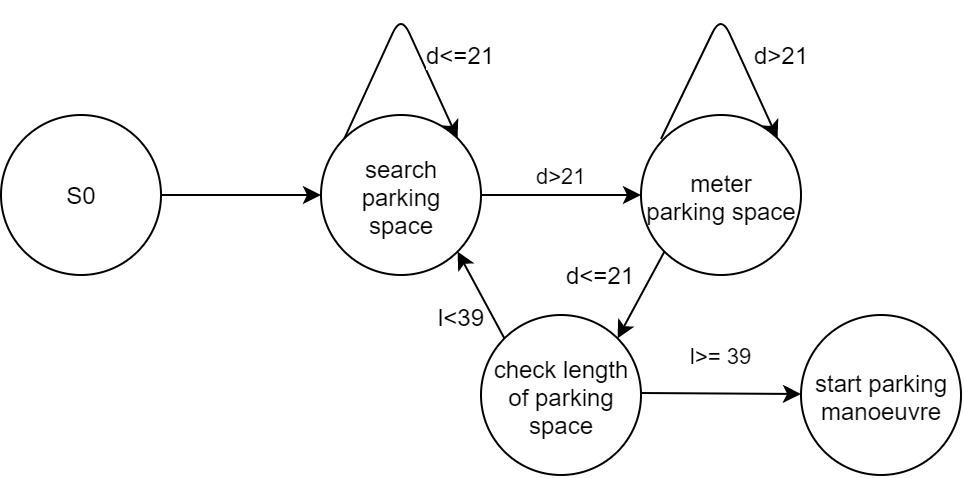 d<=21
d>21
S0
search
parking
space
d>21
meter
parking space
d<=21
l<39
check length
of parking
space
l>= 39
start parking
manoeuvre